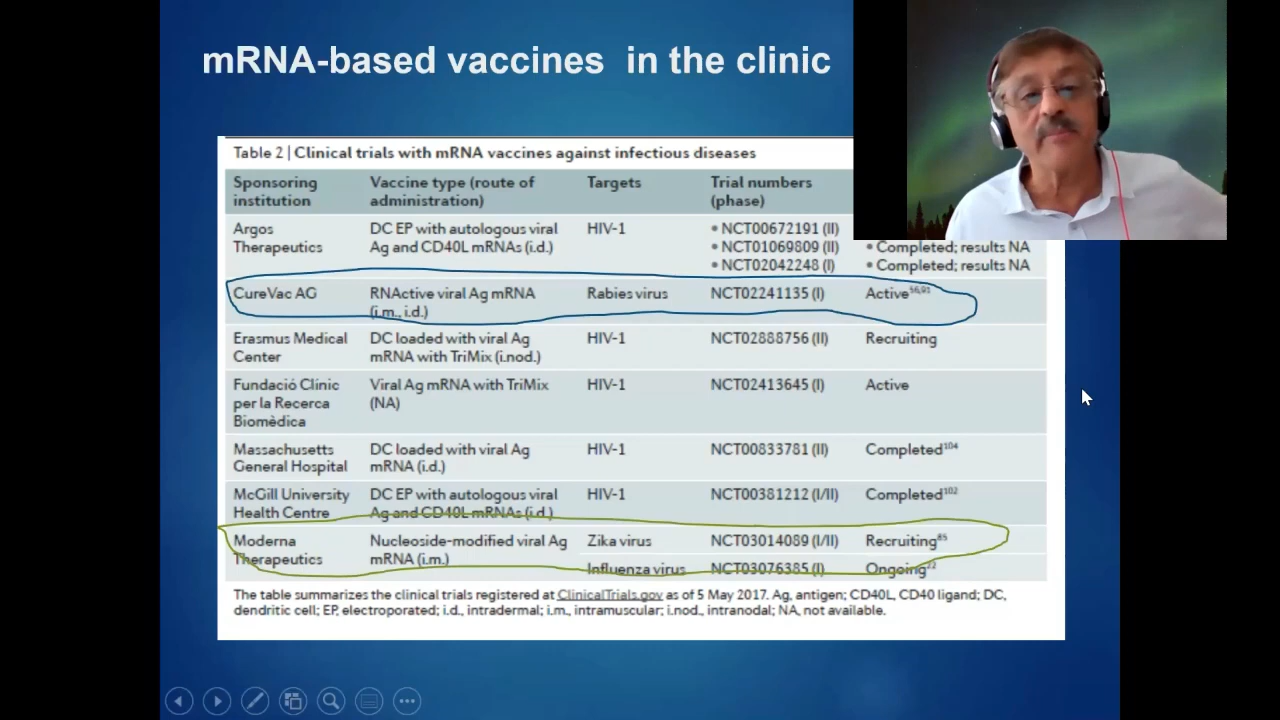 mRNA-based vaccines in the clinic
Table 2 | Clinical trials with mRNA vaccines against infectious diseases
Sponsoring institution Vaccine type (route of administration) Targets Trial numbers (phase)
Argos Therapeutics DC EP with autologous viral Ag and CD40L mRNAs (i.d.) HIV-1 • NCT00672191 (II)
• NCT01069809 (II) • Completed; results NA
• NCT02042248 (I) • Completed; results NA
CureVac AG RNActive viral Ag mRNA (i.m., i.d.) Rabies virus NCT02241135 (I) Active56,91
Erasmus Medical Center DC loaded with viral Ag mRNA with TriMix (i.nod.) HIV-1 NCT02888756 (II) Recruiting
Fundació Clínic per la Recerca Biomèdica Viral Ag mRNA with TriMix (NA) HIV-1 NCT02413645 (I) Active
Massachusetts General Hospital DC loaded with viral Ag mRNA (i.d.) HIV-1 NCT00833781 (II) Completed104
McGill University Health Centre DC EP with autologous viral Ag and CD40L mRNAs (i.d.) HIV-1 NCT00381212 (I/II) Completed102
Moderna Therapeutics Nucleoside-modified viral Ag mRNA (i.m.) Zika virus NCT03014089 (I/II) Recruiting85
Influenza virus NCT03076385 (I) Ongoing22
The table summarizes the clinical trials registered at ClinicalTrials.gov as of 5 May 2017. Ag, antigen; CD40L, CD40 ligand; DC,
dendritic cell; EP, electroporated; i.d., intradermal; i.m., intramuscular; i.nod., intranodal; NA, not available.